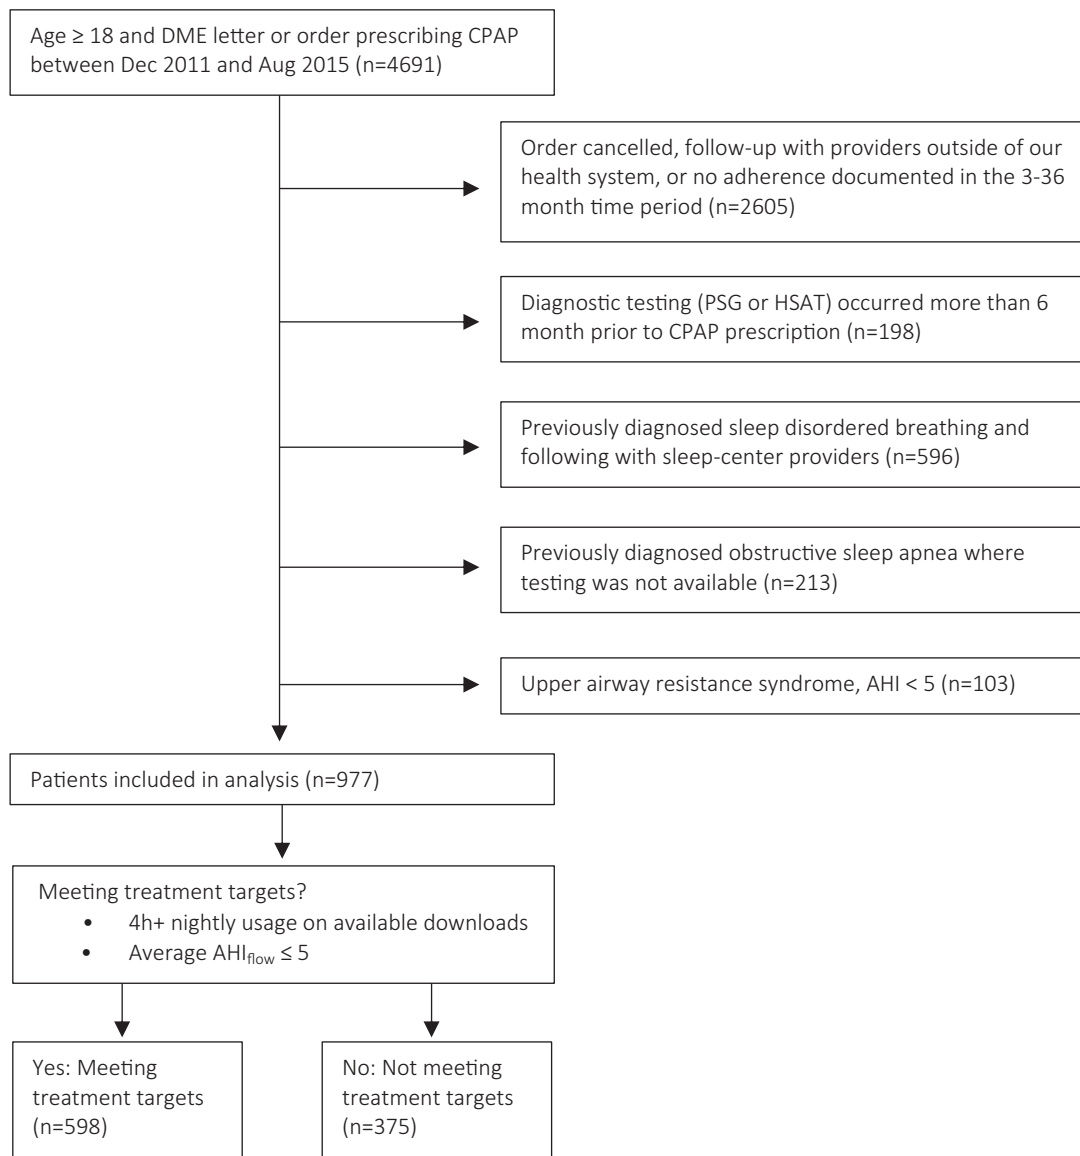 Age ≥ 18 and DME letter or order prescribing CPAP
between Dec 2011 and Aug 2015 (n=4691)
Order cancelled, follow-up with providers outside of our
health system, or no adherence documented in the 3-36
month time period (n=2605)
Diagnostic testing (PSG or HSAT) occurred more than 6
month prior to CPAP prescription (n=198)
Previously diagnosed sleep disordered breathing and
following with sleep-center providers (n=596)
Previously diagnosed obstructive sleep apnea where
testing was not available (n=213)
Upper airway resistance syndrome, AHI < 5 (n=103)
Patients included in analysis (n=977)
Meeting treatment targets?
• 4h+ nightly usage on available downloads
• Average AHIflow ≤ 5
Yes: Meeting
treatment targets
(n=598)
No: Not meeting
treatment targets
(n=375)